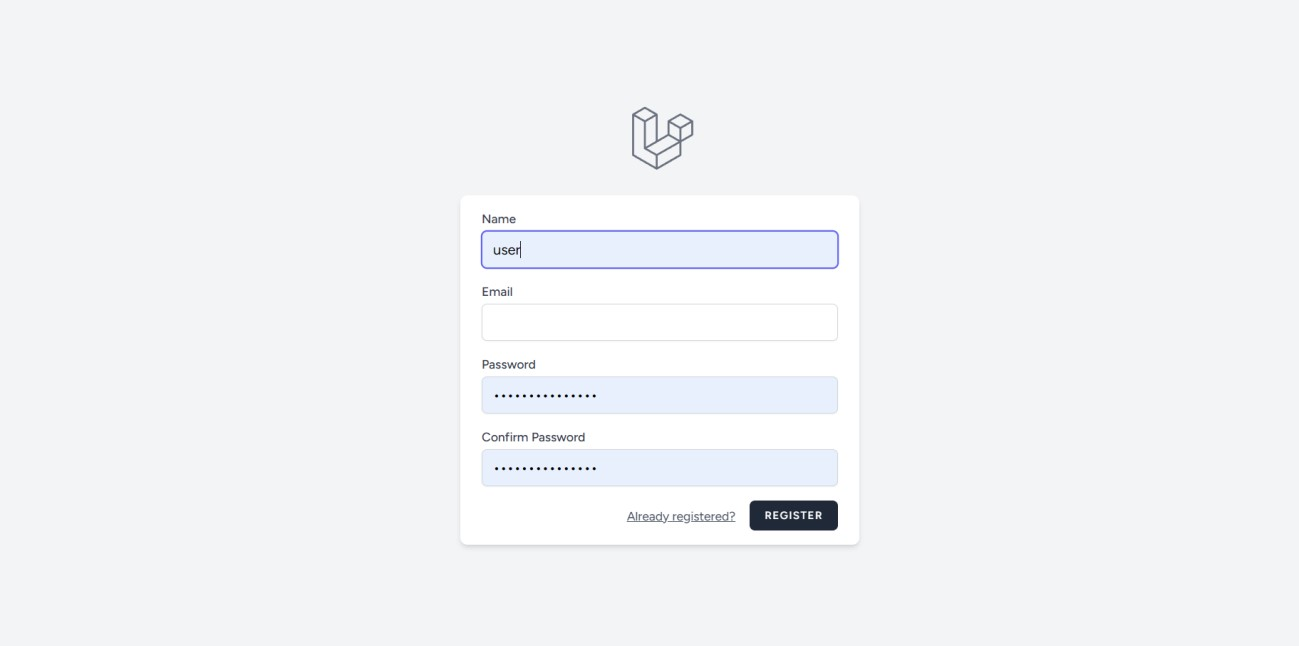 Name
user
Email
Password
•••••••••••••••
Confirm Password
•••••••••••••••
Already registered? REGISTER